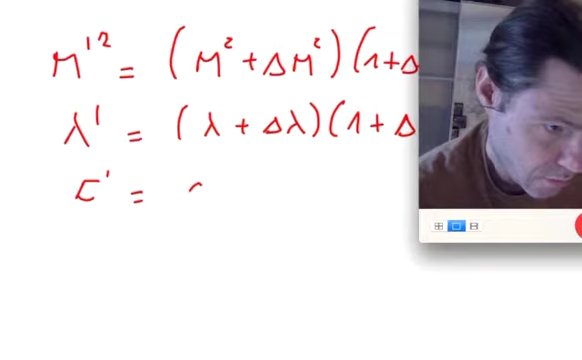 M'² = (M² + ΔM²)(1+Δ
λ' = (λ + Δλ)(1+Δ
C' = (